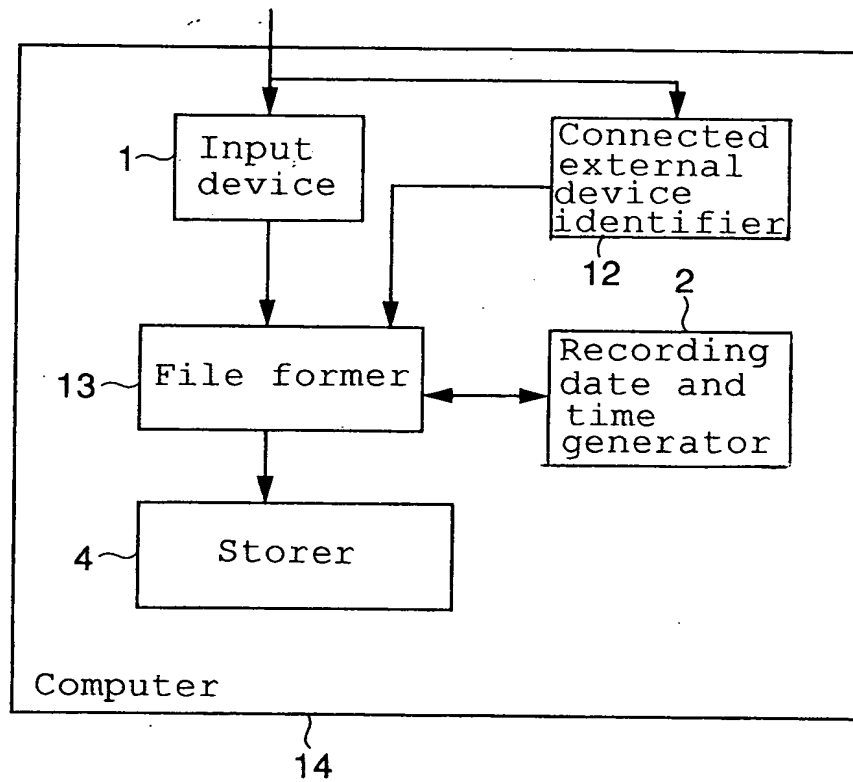 1
Input
device
Connected
external
device
identifier
12
2
13
File former
Recording
date and
time
generator
4
Storer
Computer
14